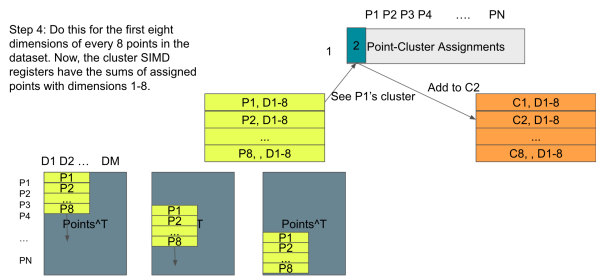 P1 P2 P3 P4 .... PN
Step 4: Do this for the first eight
dimensions of every 8 points in the
dataset. Now, the cluster SIMD
registers have the sums of assigned
points with dimensions 1-8.
1
2
Point-Cluster Assignments
See P1's cluster
Add to C2
P1, D1-8
P2, D1-8
...
P8, , D1-8
C1, D1-8
C2, D1-8
...
C8, , D1-8
D1 D2 ... DM
P1
P2
P3
P4
...
PN
P1
P2
...
P8
Points^T
P1
P2
...
P8
T
Points^T
P1
P2
...
P8